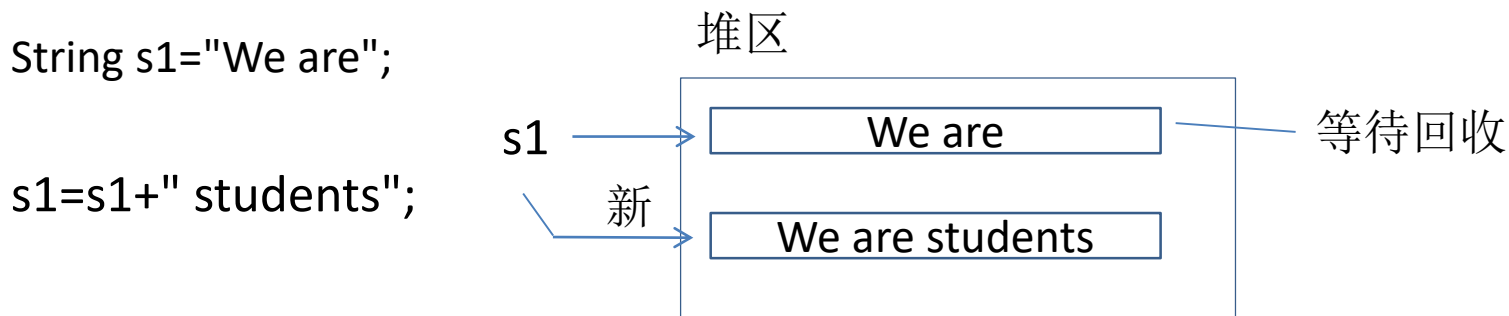 String s1="We are";
s1=s1+" students";
堆区
s1
We are
等待回收
新
We are students